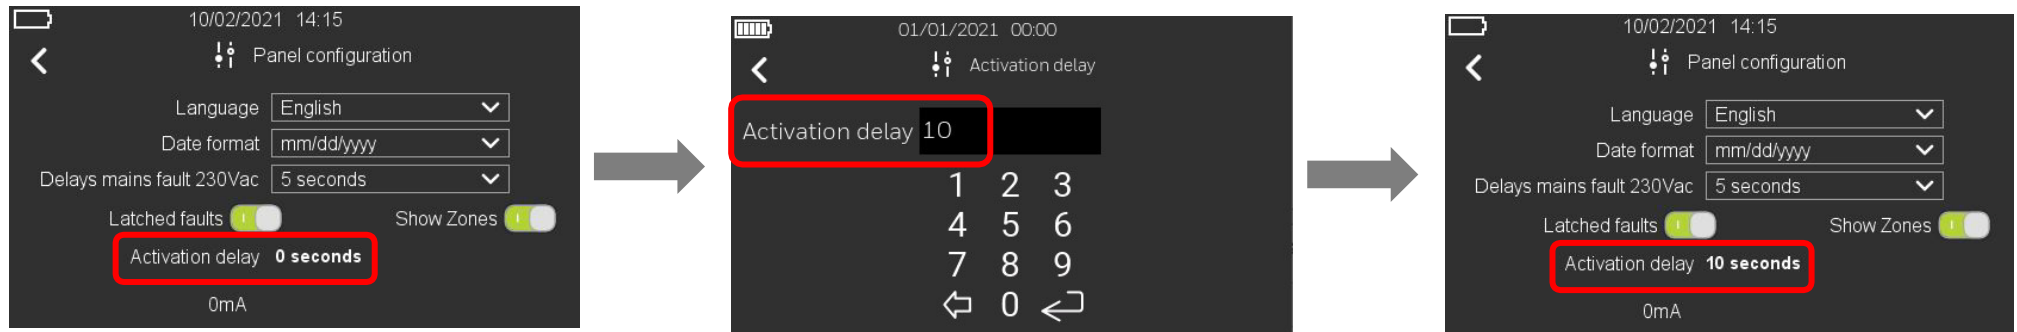 10/02/2021 14:15
Panel configuration
Language English
Date format mm/dd/yyyy
Delays mains fault 230Vac 5 seconds
Latched faults Show Zones
Activation delay 0 seconds
0mA
01/01/2021 00:00
Activation delay
Activation delay 10
1 2 3
4 5 6
7 8 9
0
10/02/2021 14:15
Panel configuration
Language English
Date format mm/dd/yyyy
Delays mains fault 230Vac 5 seconds
Latched faults Show Zones
Activation delay 10 seconds
0mA